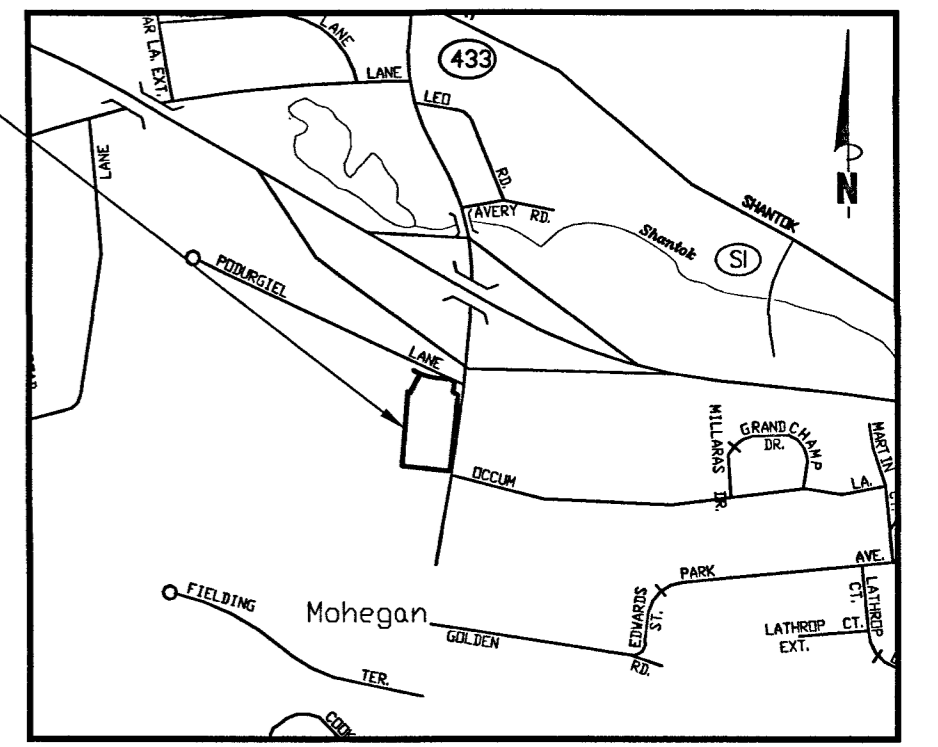 LANE
AR LA. EXT.
433
LANE
LEO
RD.
LANE
AVERY RD.
SHANTOK
Shantok
SI
N
PODURGIEL
LANE
MILLARAS DR.
GRAND CHAMP
DR.
MARTIN
OCCUM
LA.
AVE.
PARK
FIELDING
Mohegan
EDWARDS
ST.
CT.
LATHROP
LATHROP CT.
EXT.
GOLDEN
RD.
TER.
COOK